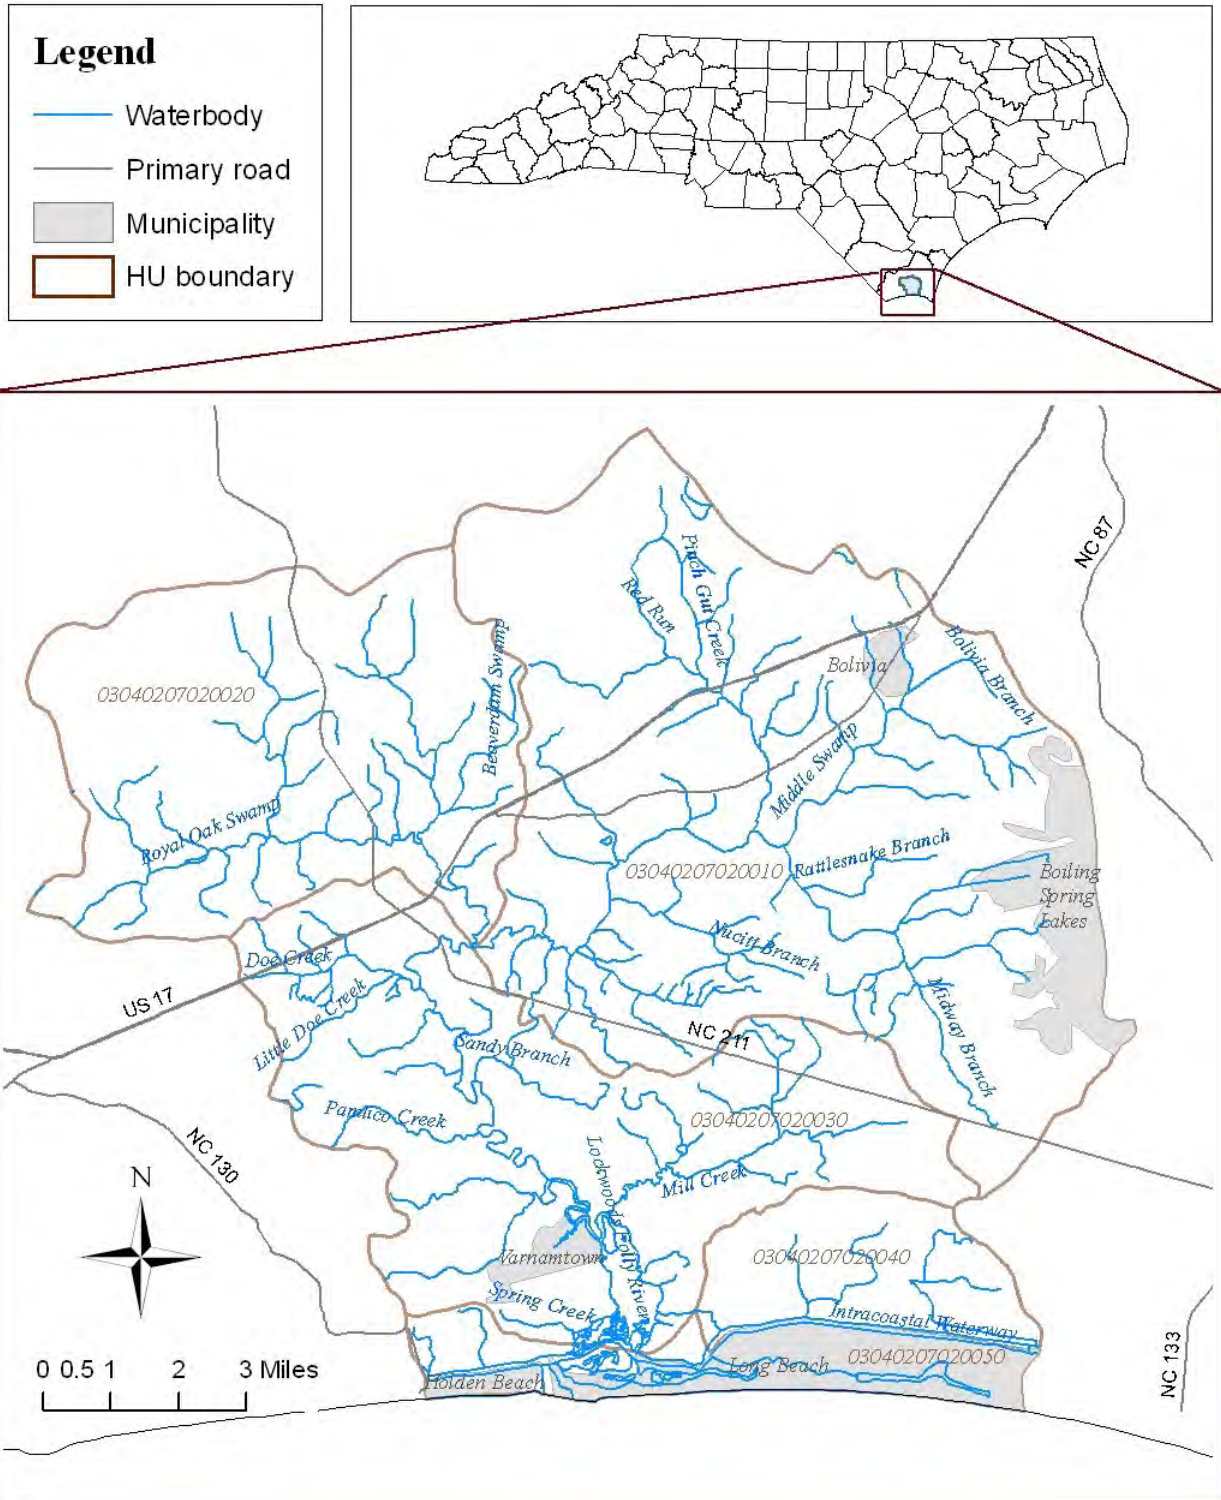 Legend
Waterbody
Primary road
Municipality
HU boundary
NC 87
Pinch Gut Creek
Red Run
Bolivia
Bolivia Branch
Beaverdam Swamp
03040207020020
Middle Swamp
Royal Oak Swamp
Rattlesnake Branch
03040207020010
Boiling
Spring
Lakes
Nucitt Branch
Doe Creek
US 17
Little Doe Creek
Midway Branch
NC 211
Sandy Branch
Pamlico Creek
03040207020030
Lockwoods Folly River
Mill Creek
NC 130
N
Varnamtown
03040207020040
Spring Creek
Intracoastal Waterway
03040207020050
Long Beach
Holden Beach
NC 133
0 0.5 1 2 3 Miles